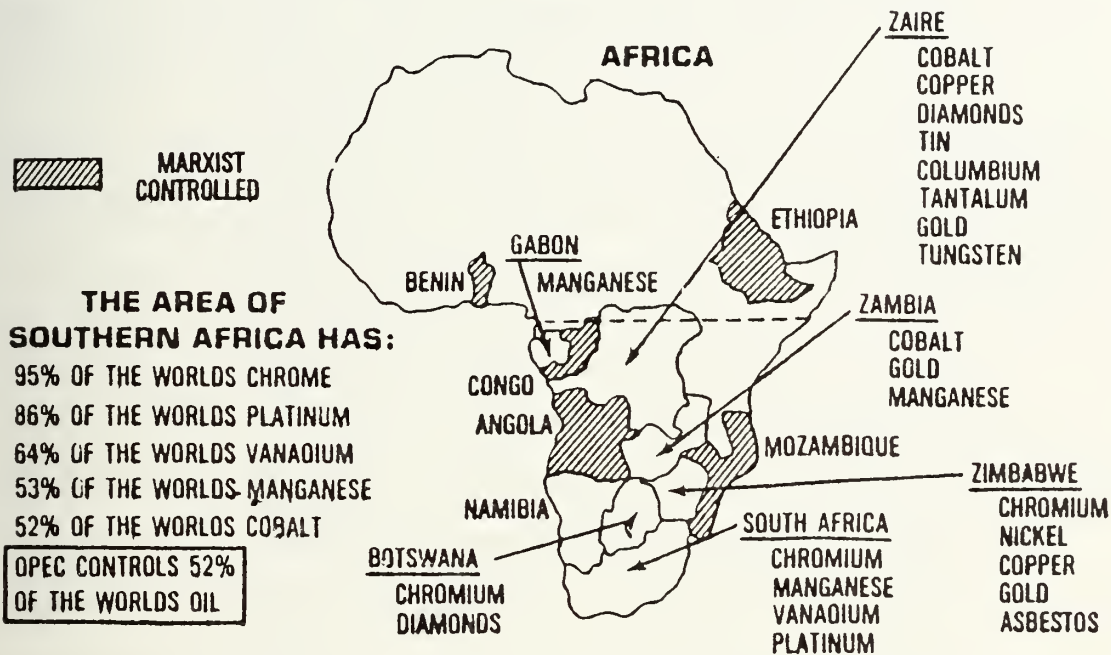 AFRICA
MARXIST
CONTROLLED
THE AREA OF
SOUTHERN AFRICA HAS:
95% OF THE WORLDS CHROME
86% OF THE WORLDS PLATINUM
64% OF THE WORLDS VANADIUM
53% OF THE WORLDS MANGANESE
52% OF THE WORLDS COBALT
OPEC CONTROLS 52%
OF THE WORLDS OIL
ZAIRE
COBALT
COPPER
DIAMONDS
TIN
COLUMBIUM
TANTALUM
GOLD
TUNGSTEN
ETHIOPIA
GABON
MANGANESE
BENIN
ZAMBIA
COBALT
GOLD
MANGANESE
CONGO
ANGOLA
MOZAMBIQUE
NAMIBIA
ZIMBABWE
CHROMIUM
NICKEL
COPPER
GOLD
ASBESTOS
BOTSWANA
CHROMIUM
DIAMONDS
SOUTH AFRICA
CHROMIUM
MANGANESE
VANADIUM
PLATINUM